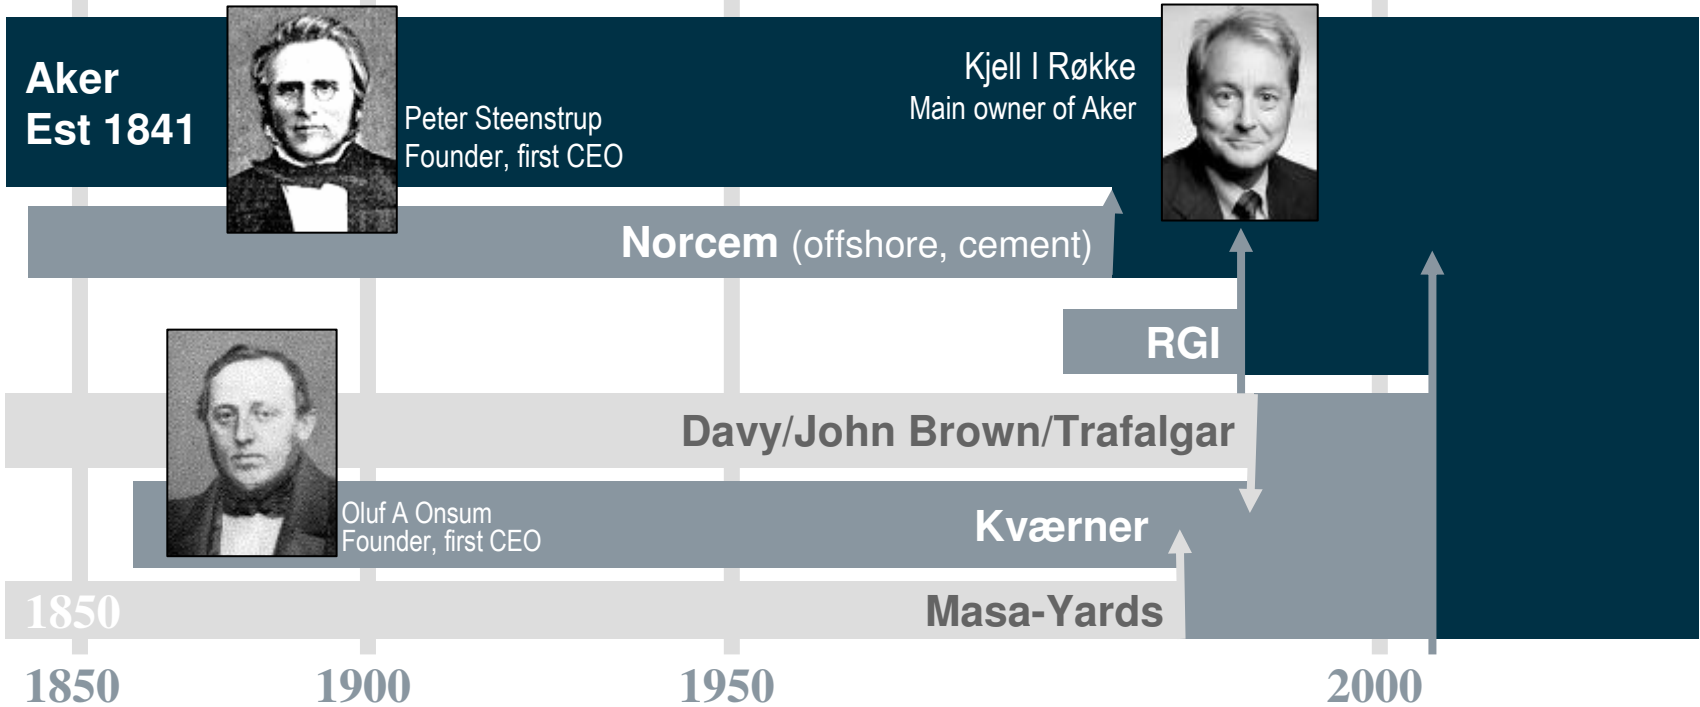 Aker
Est 1841
Peter Steenstrup
Founder, first CEO
Kjell I Røkke
Main owner of Aker
Norcem (offshore, cement)
RGI
Davy/John Brown/Trafalgar
Oluf A Onsum
Founder, first CEO
Kværner
1850
Masa-Yards
1850 1900 1950 2000